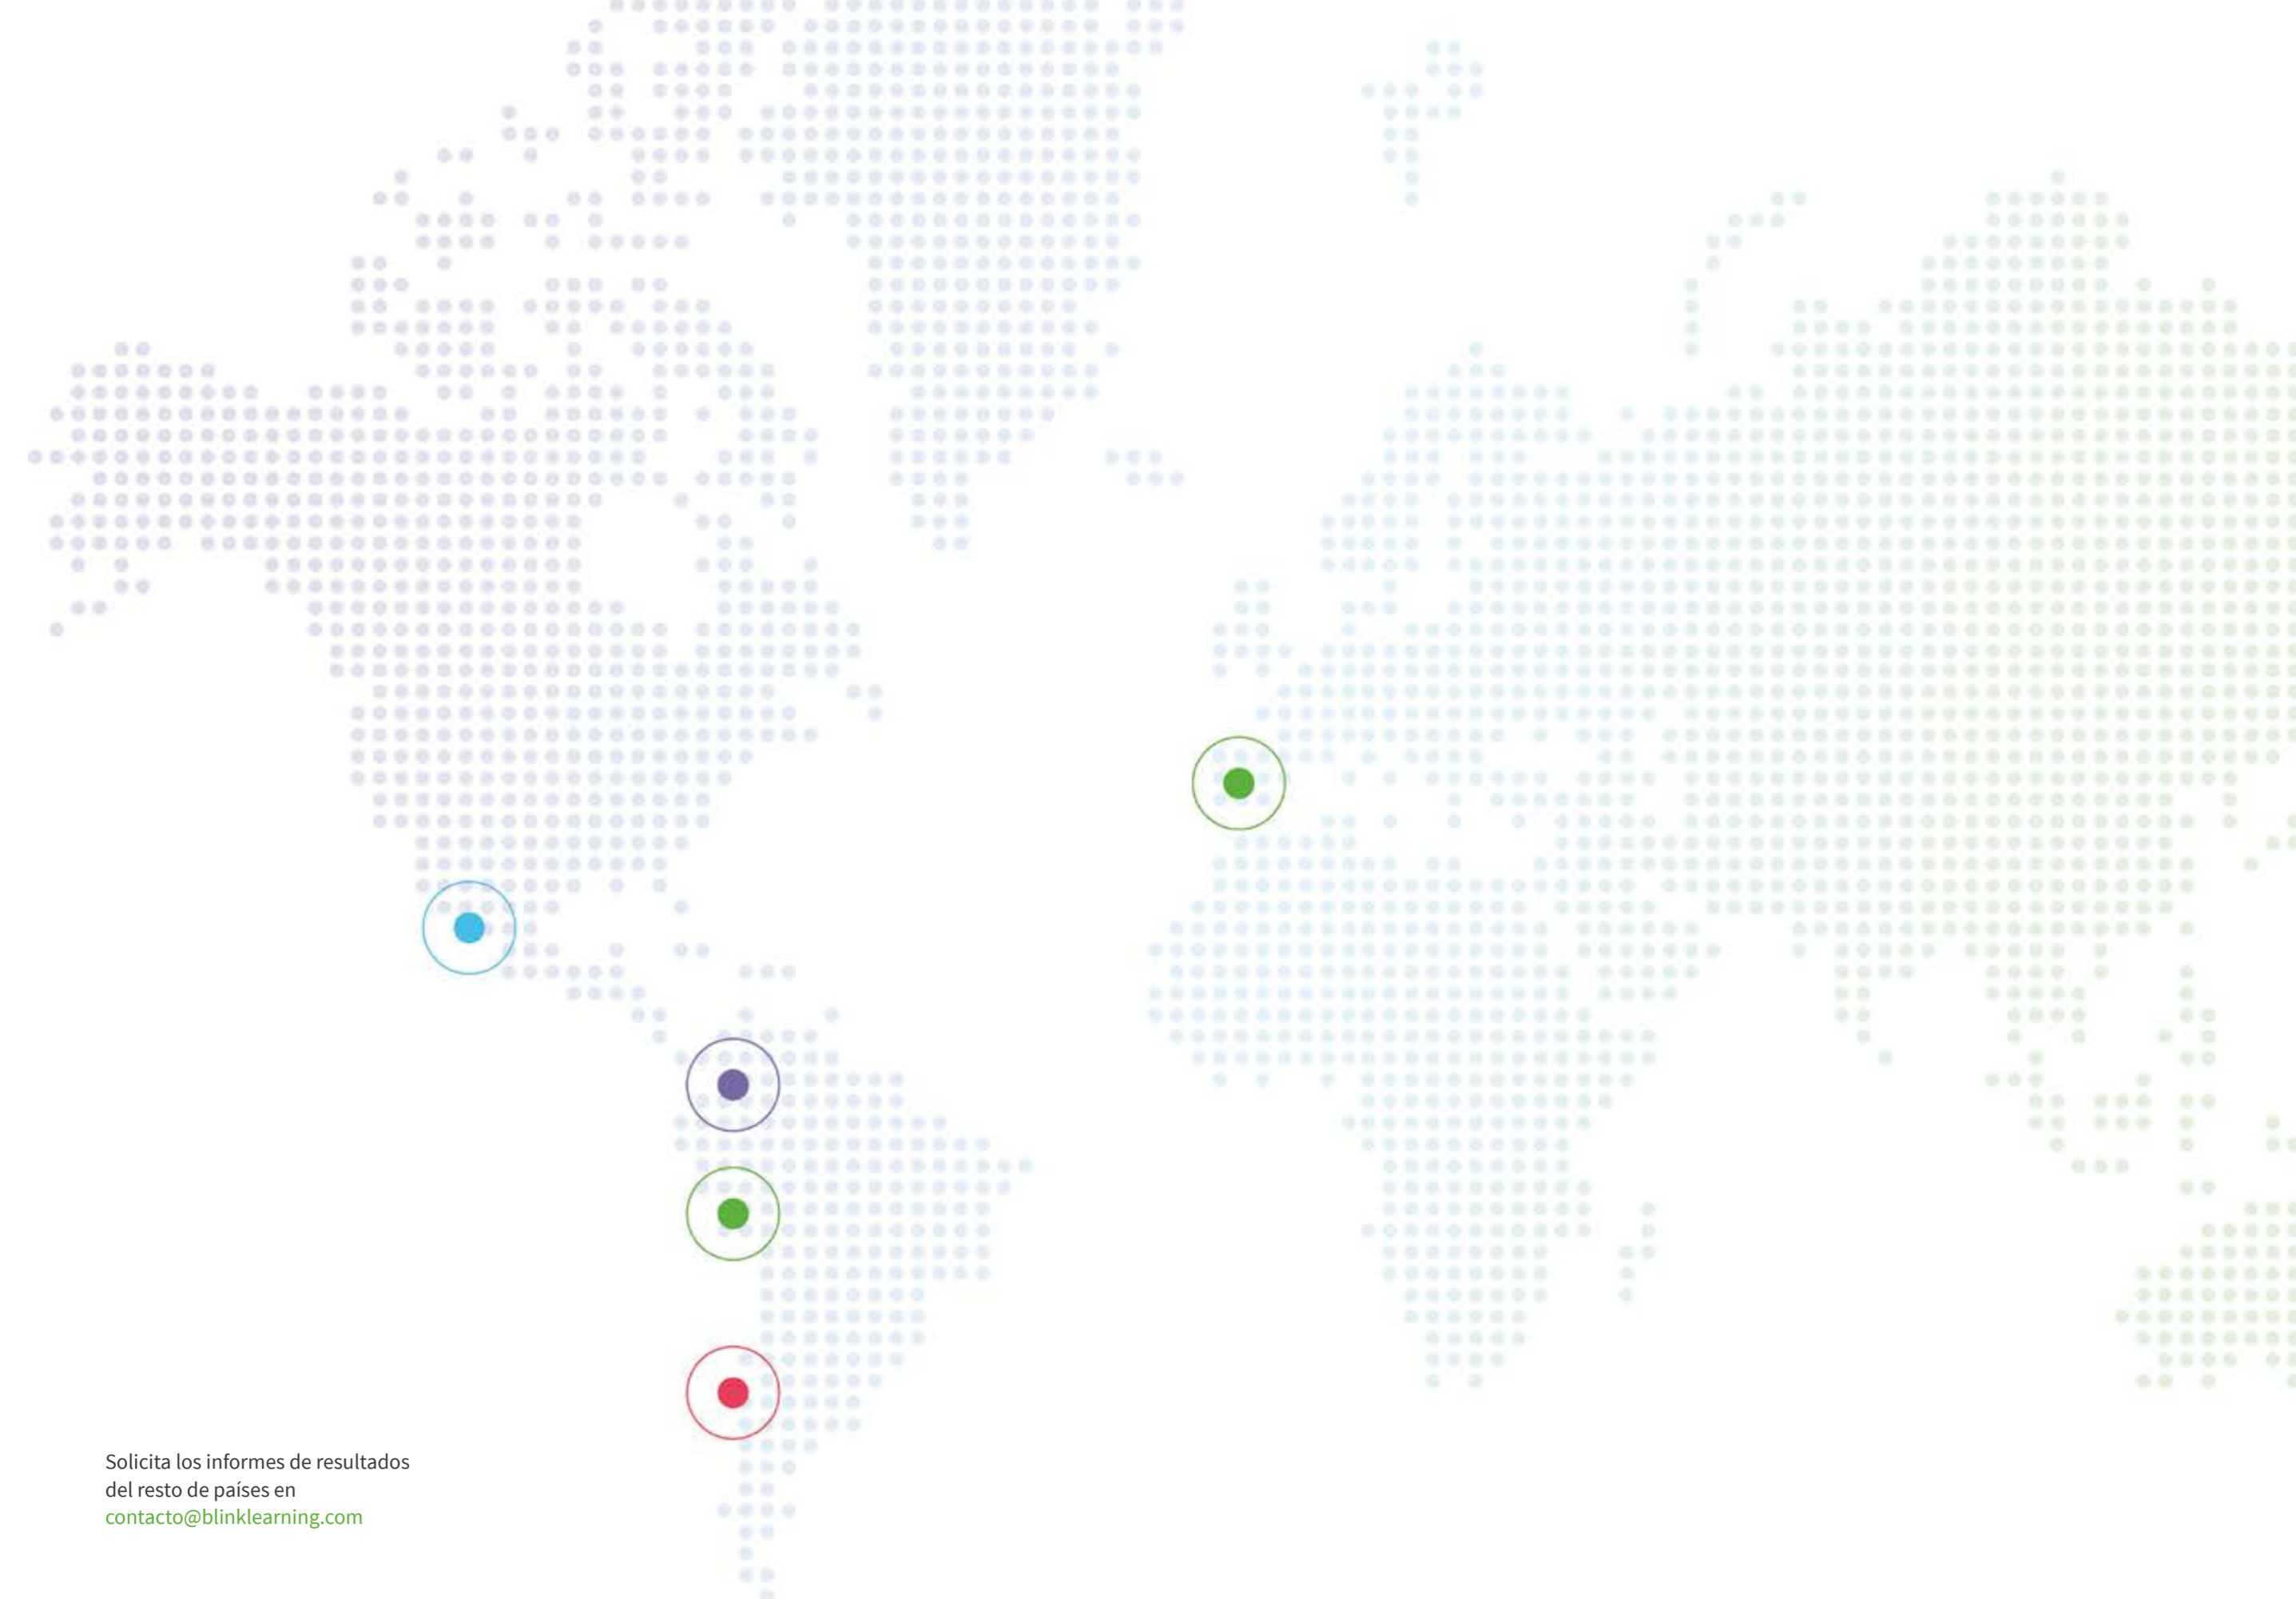 Solicita los informes de resultados
del resto de países en
contacto@blinklearning.com